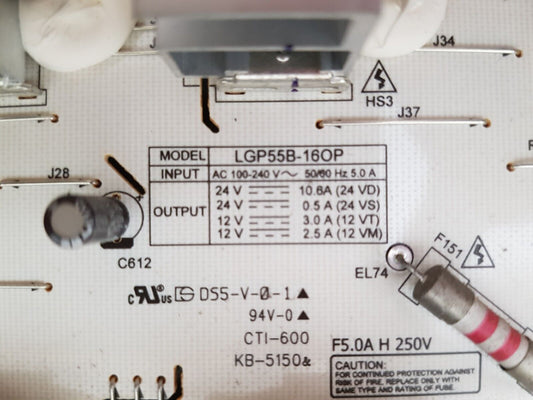 J34
HS3
J37
J28
MODEL LGP55B-16OP
INPUT AC 100-240 V～ 50/60 Hz 5.0 A
OUTPUT
24 V 10.6A (24 VD)
24 V 0.5 A (24 VS)
12 V 3.0 A (12 VT)
12 V 2.5 A (12 VM)
C612
EL74
F151
c RU us DS5-V-Ø-1▲
94V-0▲
CTI-600
KB-5150&
F5.0A H 250V
CAUTION:
FOR CONTINUED PROTECTION AGAINST
RISK OF FIRE, REPLACE ONLY WITH
SAME TYPE AND RATING OF FUSE.